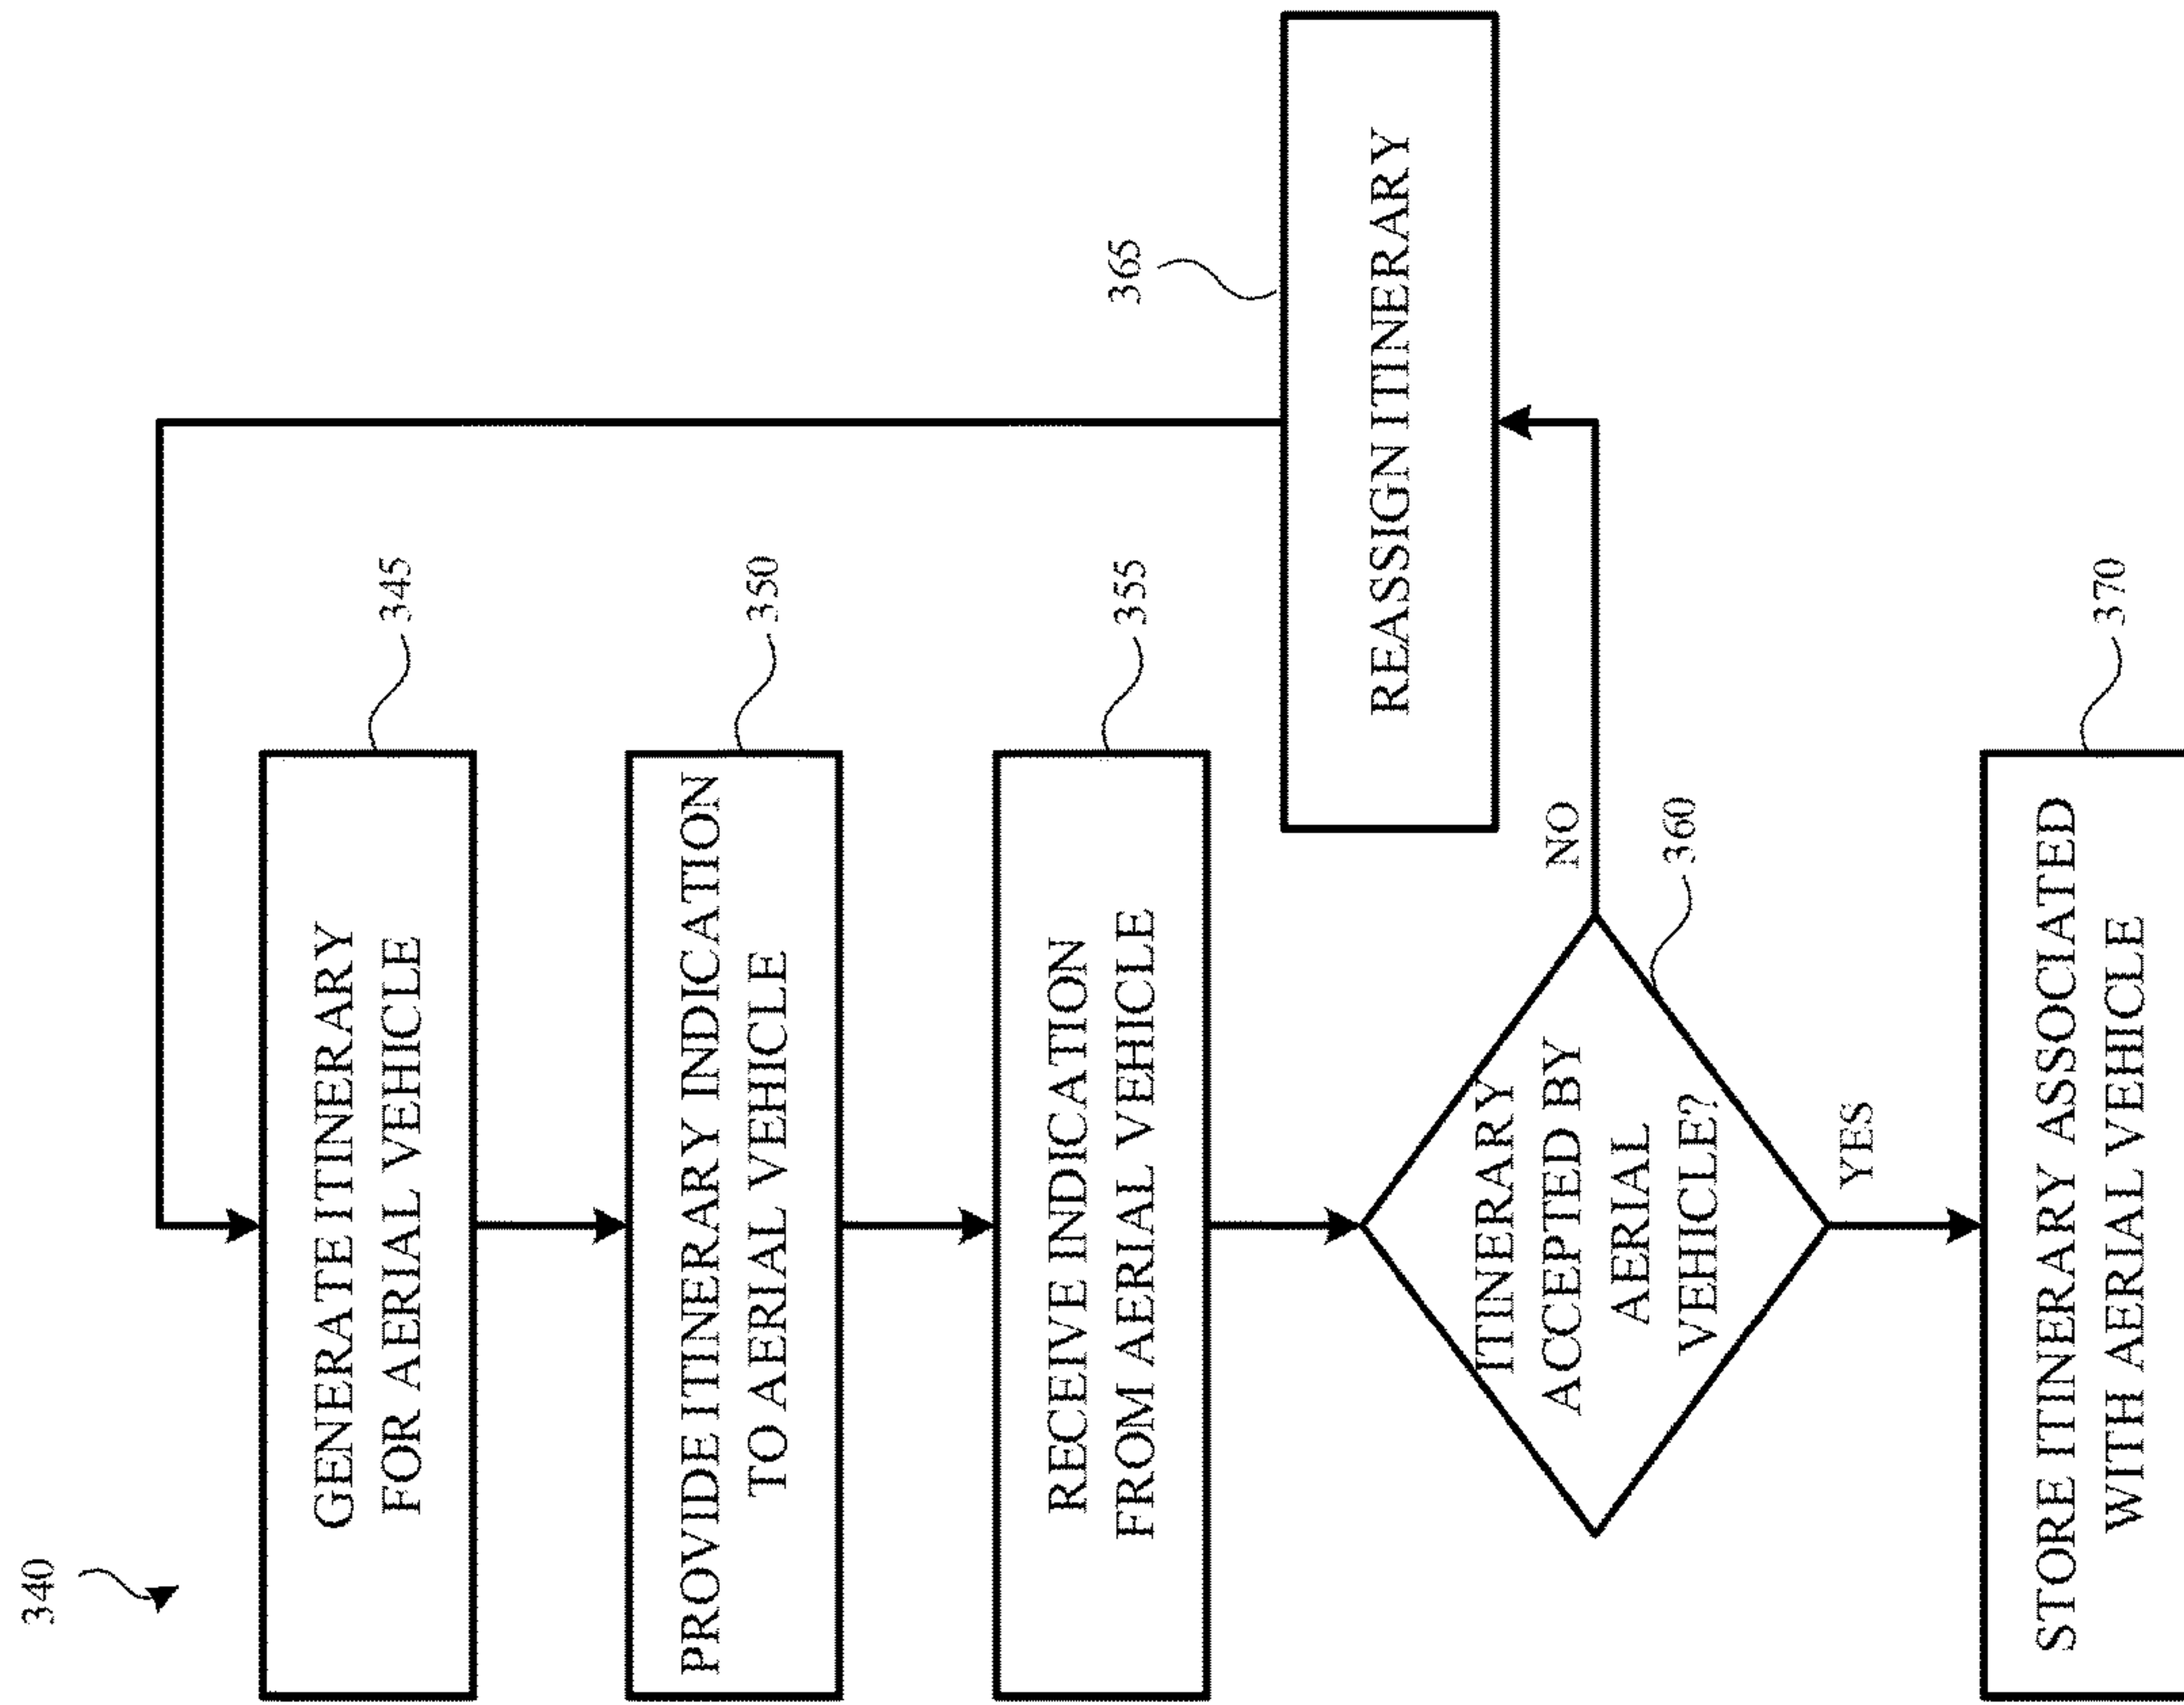 340
GENERATE ITINERARY
FOR AERIAL VEHICLE
345
PROVIDE ITINERARY INDICATION
TO AERIAL VEHICLE
350
RECEIVE INDICATION
FROM AERIAL VEHICLE
355
ITINERARY
ACCEPTED BY
AERIAL
VEHICLE?
360
NO
REASSIGN ITINERARY
365
YES
STORE ITINERARY ASSOCIATED
WITH AERIAL VEHICLE
370